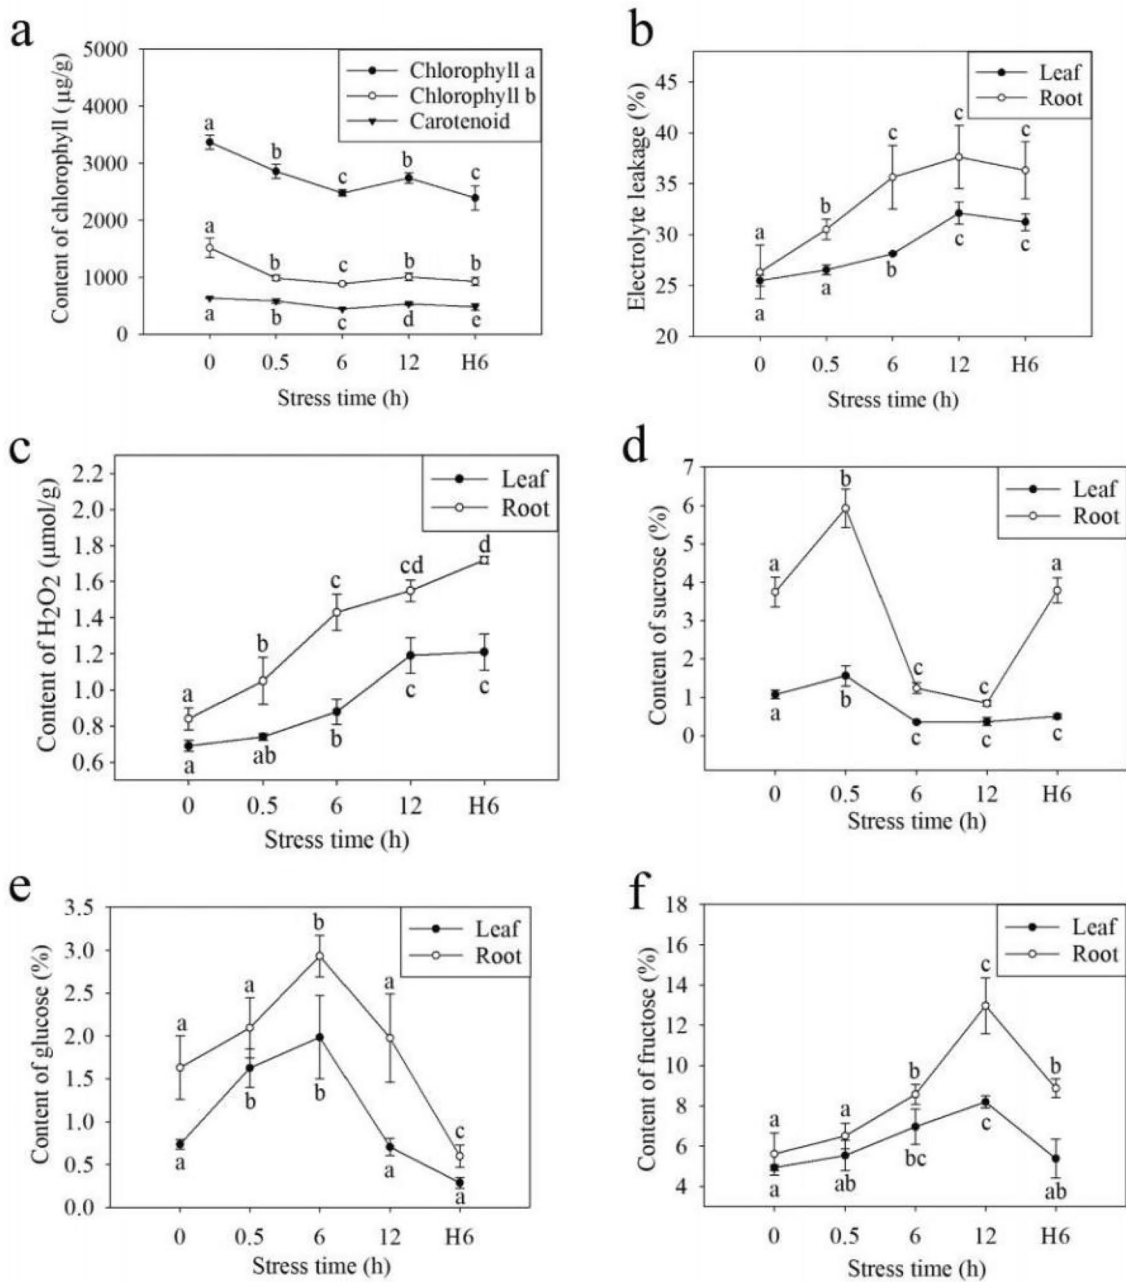 a
5000
4000
3000
2000
1000
0
Content of chlorophyll (µg/g)
Chlorophyll a
Chlorophyll b
Carotenoid
a b c b c
a b c b b
a b c d e
0 0.5 6 12 H6
Stress time (h)
b
45
40
35
30
25
20
Electrolyte leakage (%)
Leaf
Root
a b c c c
a a b c c
0 0.5 6 12 H6
Stress time (h)
c
2.2
2.0
1.8
1.6
1.4
1.2
1.0
0.8
0.6
Content of H2O2 (µmol/g)
Leaf
Root
a b c cd d
a ab b c c
0 0.5 6 12 H6
Stress time (h)
d
7
6
5
4
3
2
1
0
Content of sucrose (%)
Leaf
Root
a b c c a
a b c c c
0 0.5 6 12 H6
Stress time (h)
e
3.5
3.0
2.5
2.0
1.5
1.0
0.5
0.0
Content of glucose (%)
Leaf
Root
a a b a c
a b b a a
0 0.5 6 12 H6
Stress time (h)
f
18
16
14
12
10
8
6
4
Content of fructose (%)
Leaf
Root
a a b c b
a ab bc c ab
0 0.5 6 12 H6
Stress time (h)